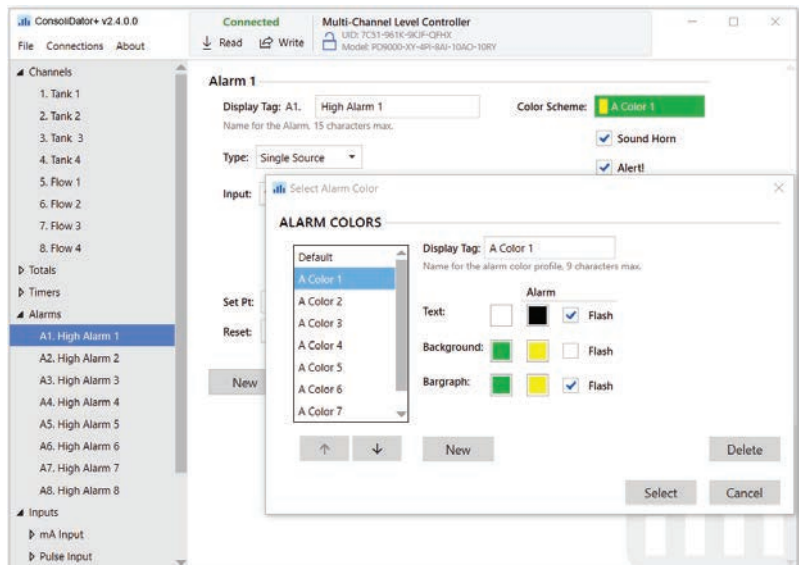 ConsoliDator+ v2.4.0.0
File Connections About
Connected
Read Write
Multi-Channel Level Controller
UID: 7C51-961K-9KJF-QFHX
Model: PD9000-XY-4PI-8AI-10AO-10RY
Channels
1. Tank 1
2. Tank 2
3. Tank 3
4. Tank 4
5. Flow 1
6. Flow 2
7. Flow 3
8. Flow 4
Totals
Timers
Alarms
A1. High Alarm 1
A2. High Alarm 2
A3. High Alarm 3
A4. High Alarm 4
A5. High Alarm 5
A6. High Alarm 6
A7. High Alarm 7
A8. High Alarm 8
Inputs
mA Input
Pulse Input
Alarm 1
Display Tag: A1. High Alarm 1
Name for the Alarm, 15 characters max.
Type: Single Source
Input:
Set Pt:
Reset:
New
Color Scheme: A Color 1
Sound Horn
Alert!
Select Alarm Color
ALARM COLORS
Default
A Color 1
A Color 2
A Color 3
A Color 4
A Color 5
A Color 6
A Color 7
Display Tag: A Color 1
Name for the alarm color profile, 9 characters max.
Alarm
Text: Flash
Background: Flash
Bargraph: Flash
New Delete
Select Cancel